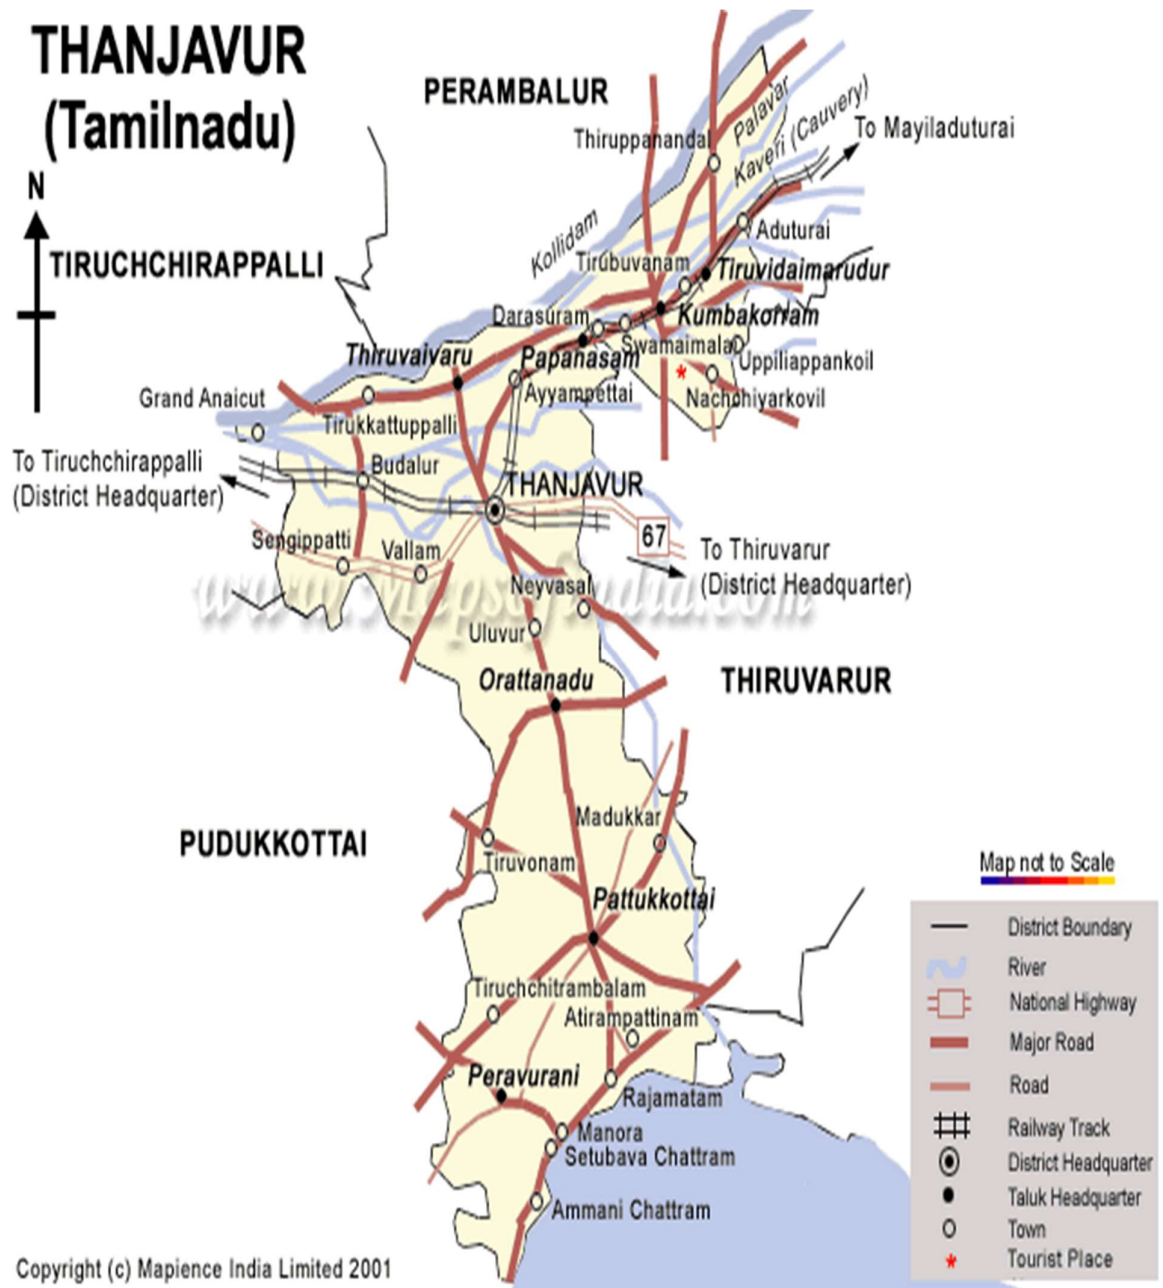 THANJAVUR
(Tamilnadu)
PERAMBALUR
N
TIRUCHCHIRAPPALLI
Thiruppanandal
Palavar
Kaveri (Cauvery)
To Mayiladuturai
Kollidam
Aduturai
Tirubuvanam
Tiruvidaimarudur
Darasuram
Kumbakonam
Swamaimalai
Uppiliappankoil
Thiruvaivaru
Papanasam
Ayyampettai
Nachchiyarkovil
Grand Anaicut
Tirukkattuppalli
To Tiruchchirappalli
(District Headquarter)
Budalur
THANJAVUR
67
To Thiruvarur
(District Headquarter)
Sengippatti
Vallam
www.Mapsofindia.com
Neyvasal
Uluvur
Orattanadu
THIRUVARUR
Madukkar
PUDUKKOTTAI
Tiruvonam
Pattukkottai
Tiruchchitrambalam
Atirampattinam
Peravurani
Rajamatam
Manora
Setubava Chattram
Ammani Chattram
Map not to Scale
District Boundary
River
National Highway
Major Road
Road
Railway Track
District Headquarter
Taluk Headquarter
Town
Tourist Place
Copyright (c) Mapience India Limited 2001